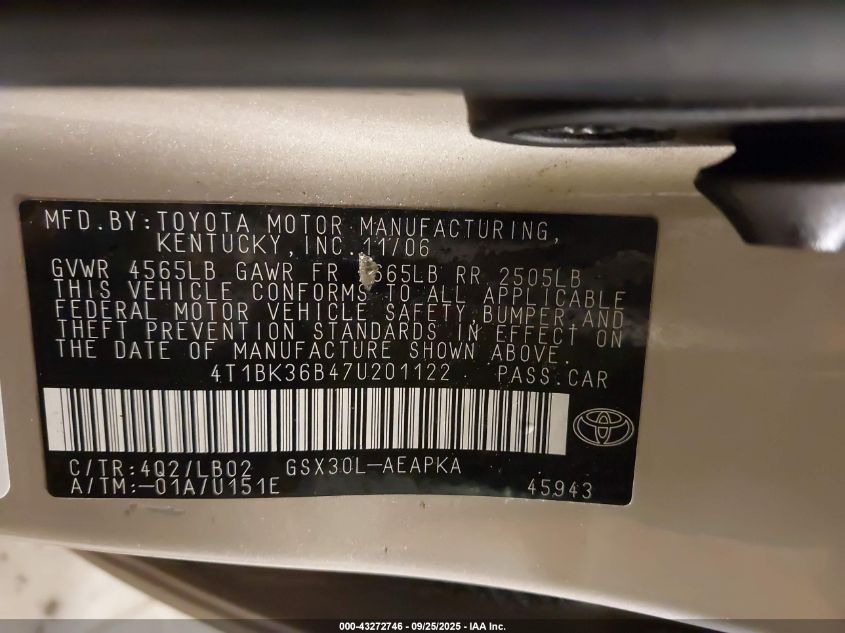 MFD.BY:TOYOTA MOTOR MANUFACTURING,
KENTUCKY,INC. 11/06
GVWR 4565LB GAWR FR 665LB RR 2505LB
THIS VEHICLE CONFORMS TO ALL APPLICABLE
FEDERAL MOTOR VEHICLE SAFETY,BUMPER,AND
THEFT PREVENTION STANDARDS IN EFFECT ON
THE DATE OF MANUFACTURE SHOWN ABOVE.
4T1BK36B47U201122 PASS.CAR
C/TR:4Q2/LB02 GSX30L-AEAPKA
A/TM:-01A/U151E 45943
000-43272746 - 09/25/2025 - IAA Inc.